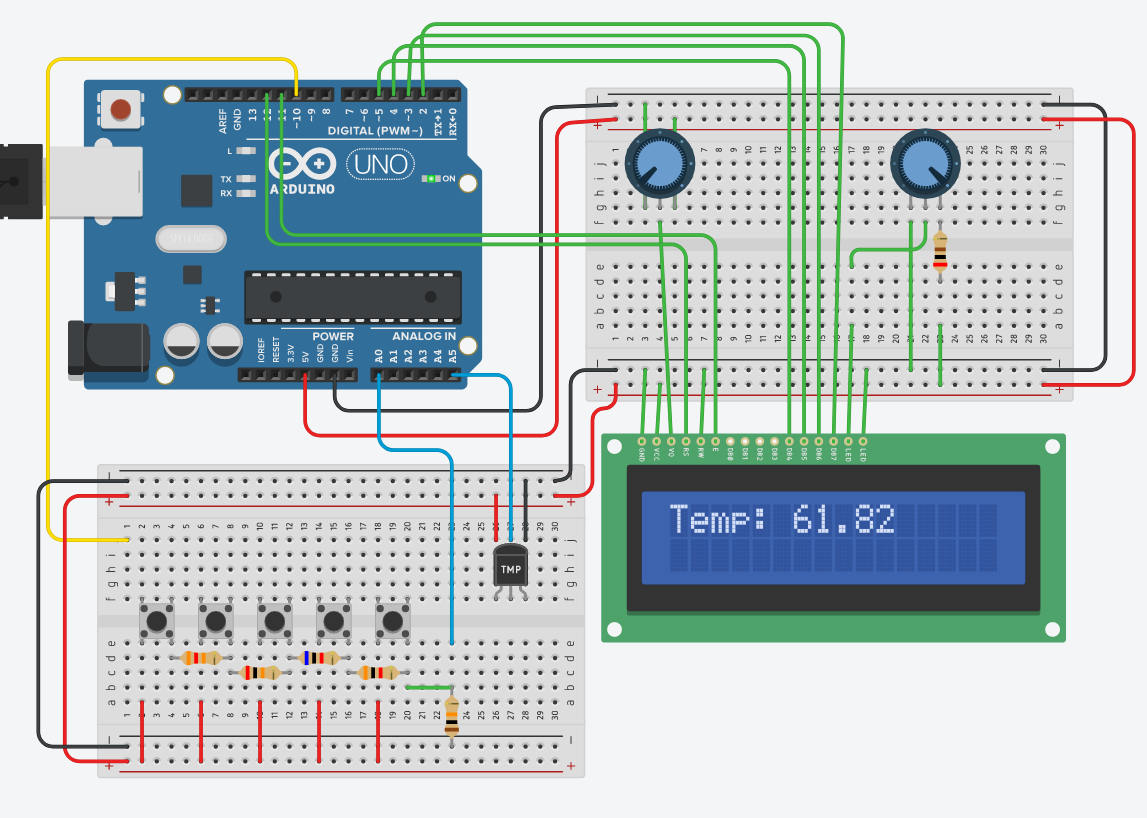 AREF
GND
13
12
11
~10
~9
8
7
~6
~5
4
~3
2
TX→1
RX←0
DIGITAL (PWM~)
L
TX
RX
ARDUINO
UNO
ON
POWER
ANALOG IN
IOREF
RESET
3.3V
5V
GND
GND
Vin
A0
A1
A2
A3
A4
A5
GND
VCC
VO
RS
RW
E
DB0
DB1
DB2
DB3
DB4
DB5
DB6
DB7
LED
LED
Temp: 61.82
TMP